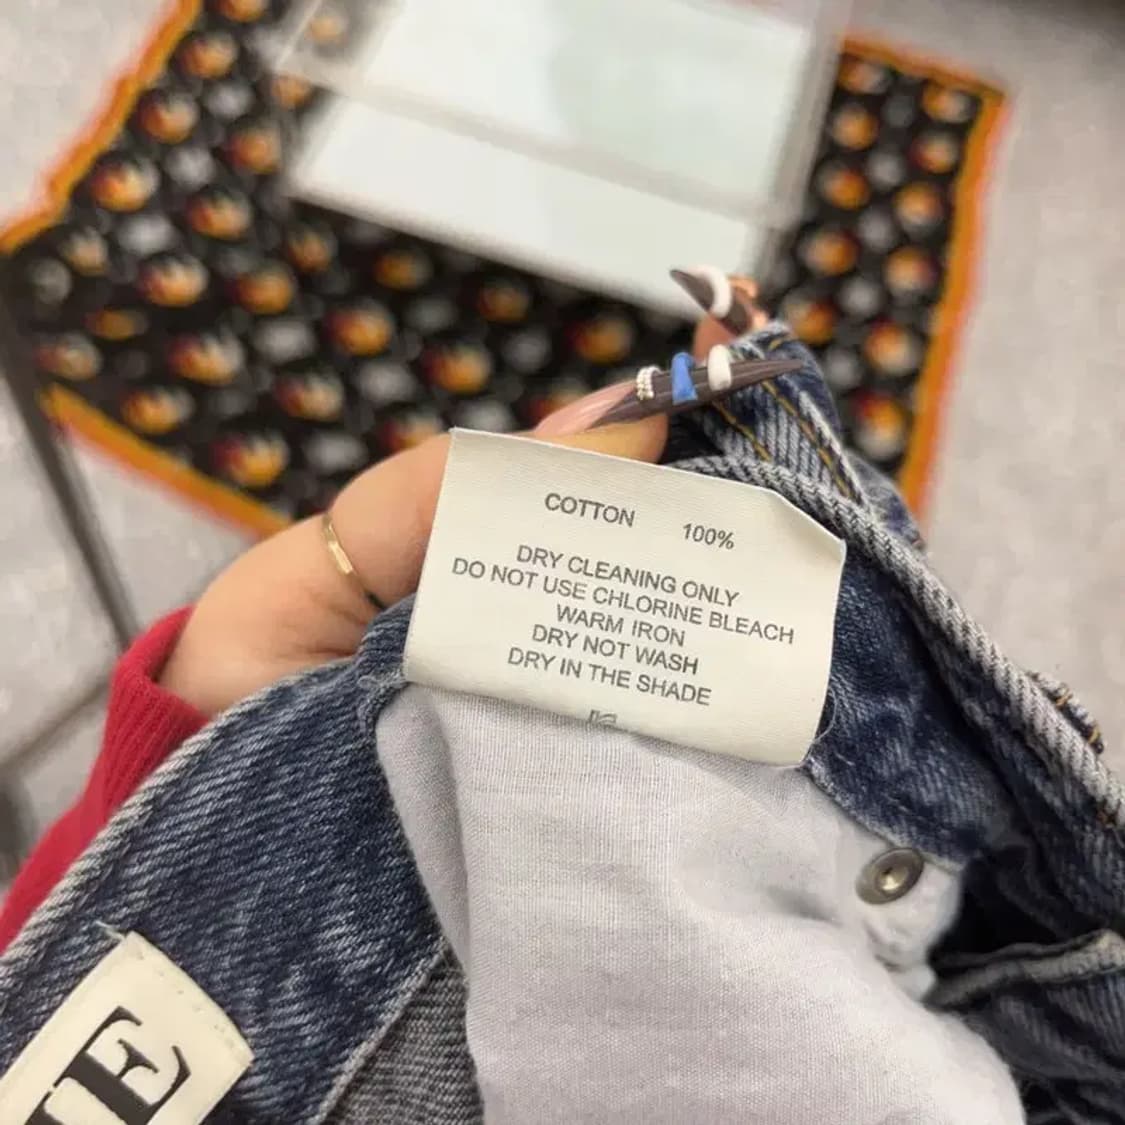 COTTON 100%
DRY CLEANING ONLY
DO NOT USE CHLORINE BLEACH
WARM IRON
DRY NOT WASH
DRY IN THE SHADE